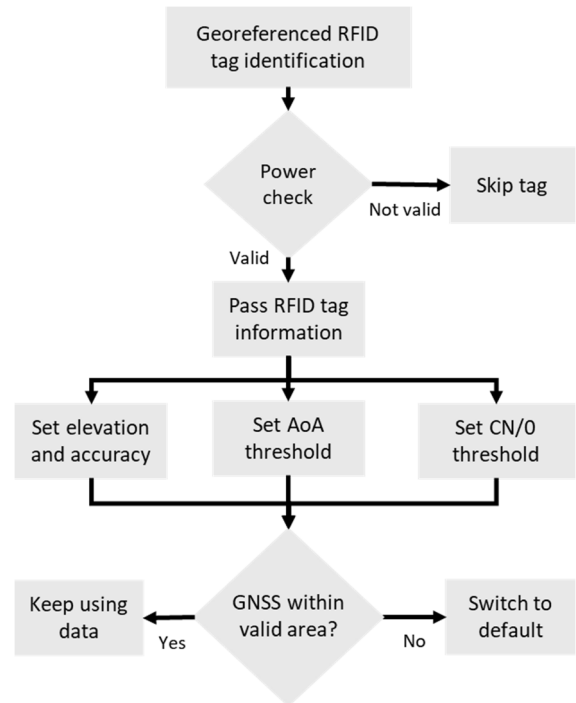 Georeferenced RFID
tag identification
Power
check
Not valid
Skip tag
Valid
Pass RFID tag
information
Set elevation
and accuracy
Set AoA
threshold
Set CN/0
threshold
Keep using
data
Yes
GNSS within
valid area?
No
Switch to
default